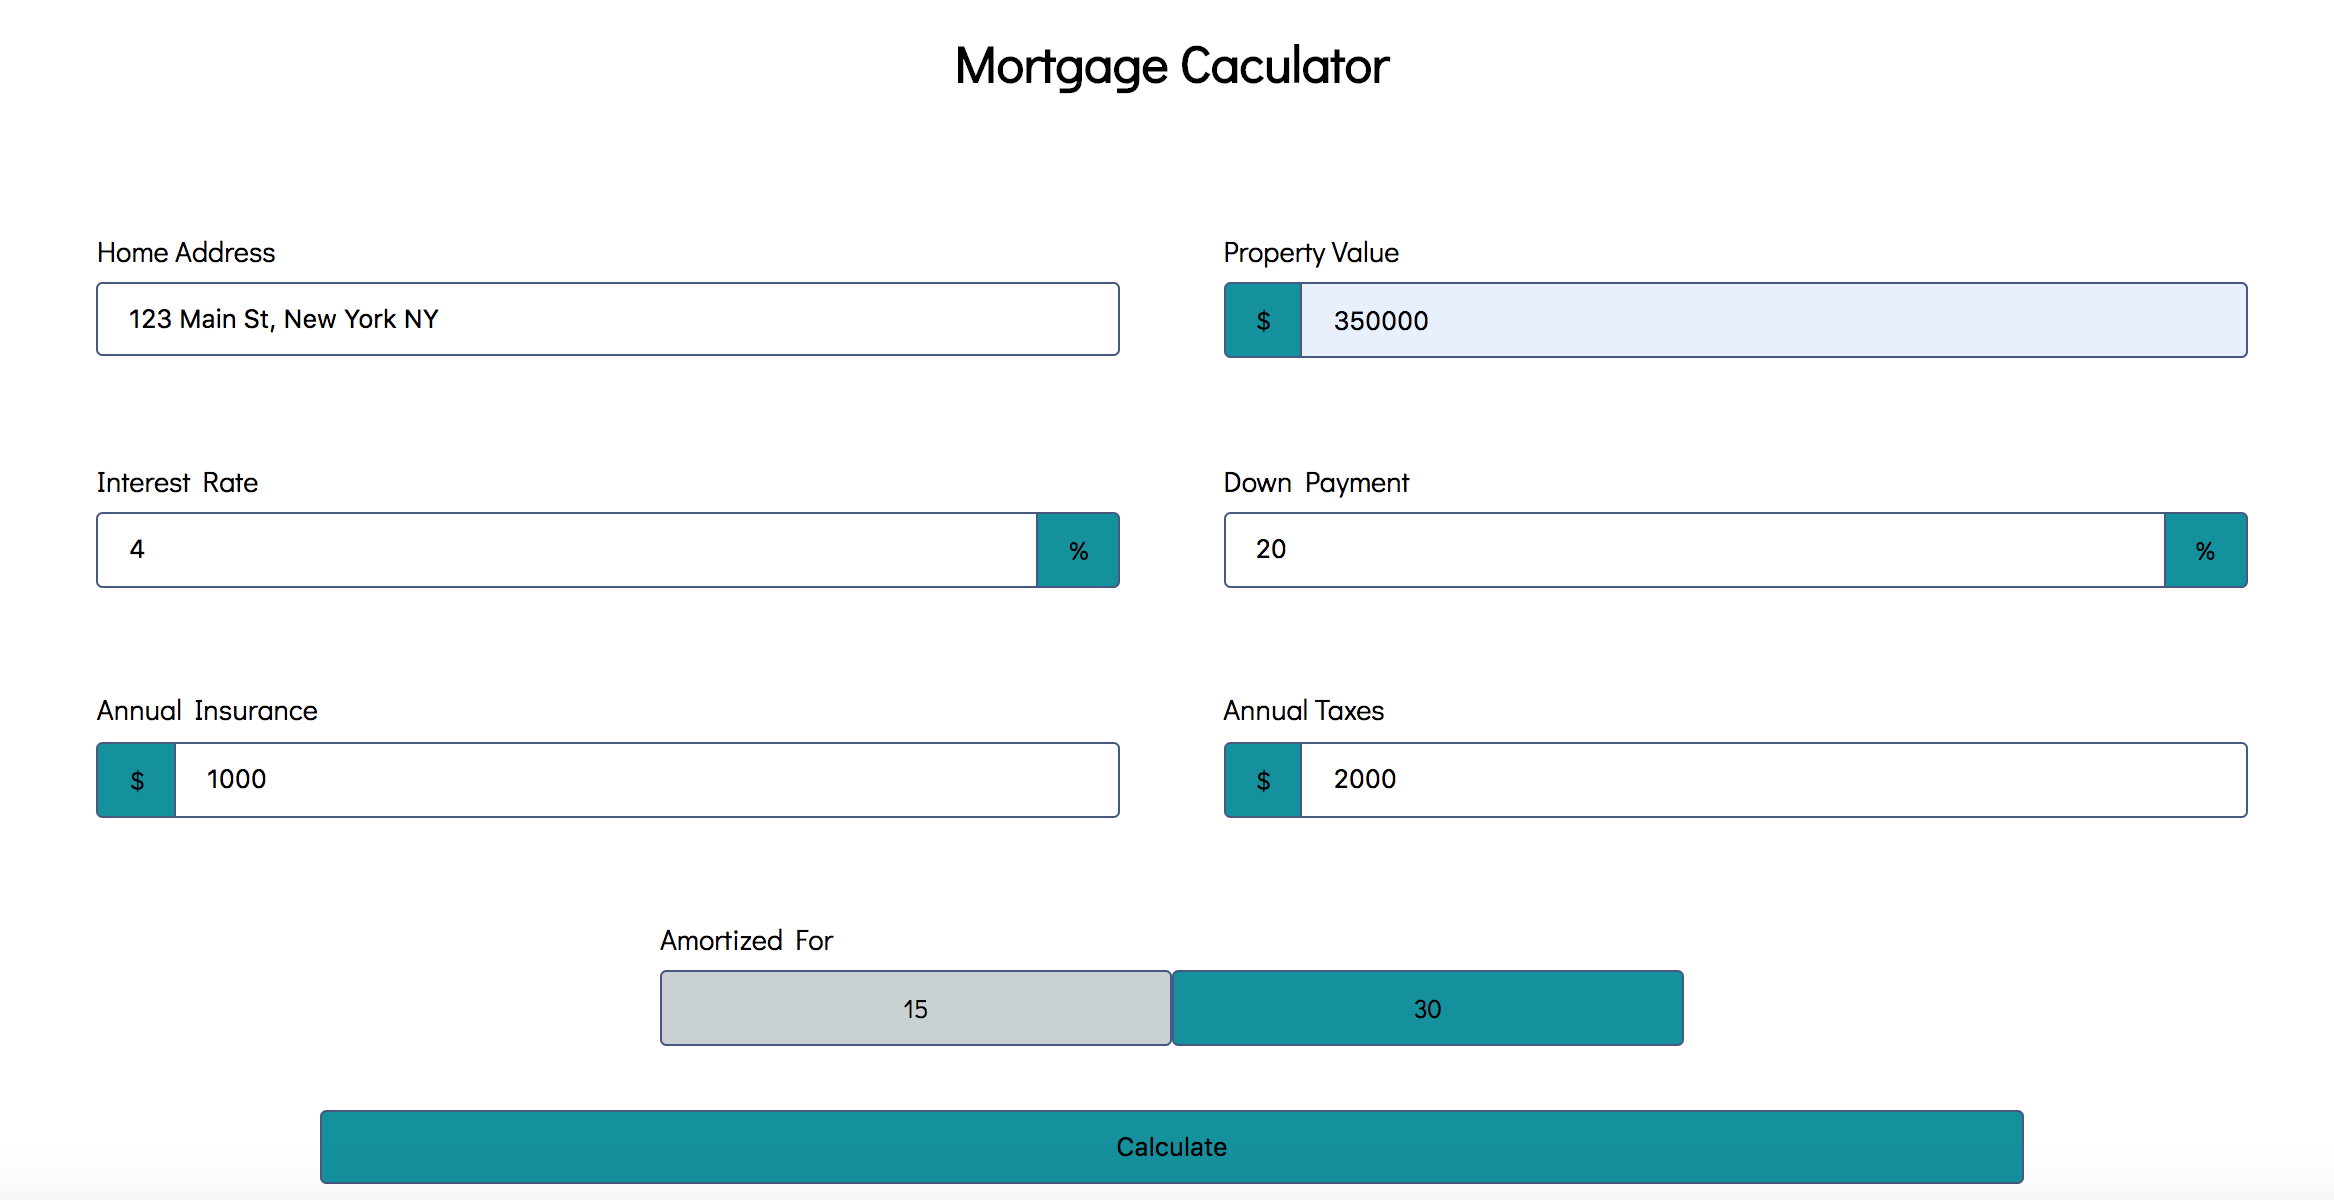 Mortgage Caculator
Home Address
Property Value
123 Main St, New York NY
$ 350000
Interest Rate
Down Payment
4 %
20 %
Annual Insurance
Annual Taxes
$ 1000
$ 2000
Amortized For
15 30
Calculate